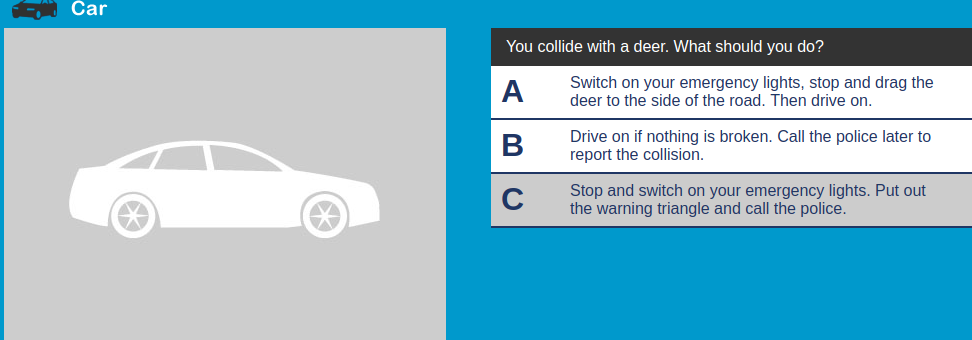 Car
You collide with a deer. What should you do?
A
Switch on your emergency lights, stop and drag the
deer to the side of the road. Then drive on.
B
Drive on if nothing is broken. Call the police later to
report the collision.
C
Stop and switch on your emergency lights. Put out
the warning triangle and call the police.